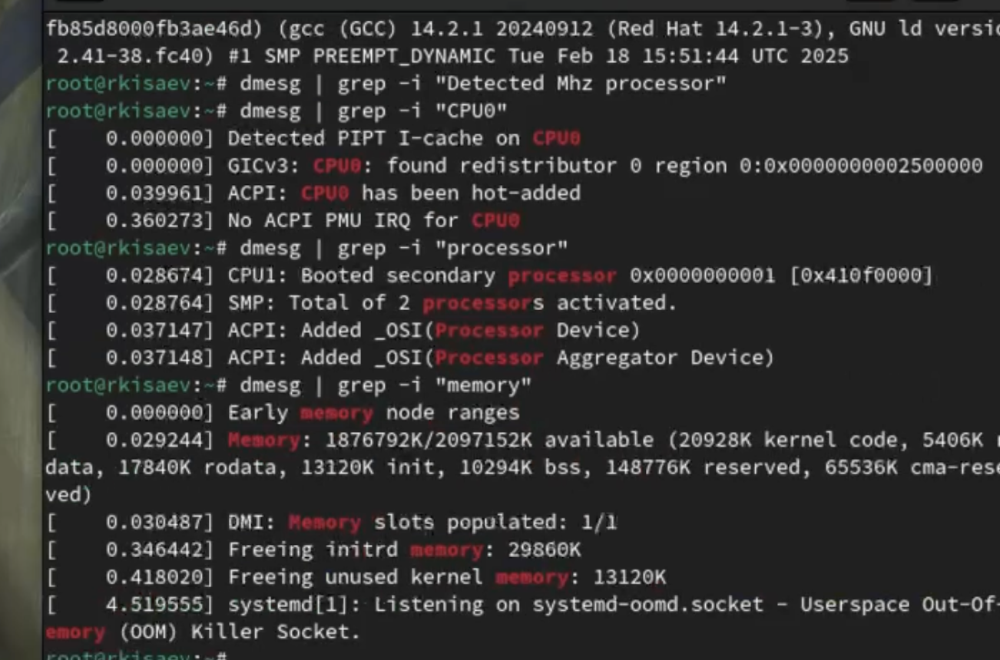 fb85d8000fb3ae46d) (gcc (GCC) 14.2.1 20240912 (Red Hat 14.2.1-3), GNU ld versio
2.41-38.fc40) #1 SMP PREEMPT_DYNAMIC Tue Feb 18 15:51:44 UTC 2025
root@rkisaev:~# dmesg | grep -i "Detected Mhz processor"
root@rkisaev:~# dmesg | grep -i "CPU0"
[    0.000000] Detected PIPT I-cache on CPU0
[    0.000000] GICv3: CPU0: found redistributor 0 region 0:0x0000000002500000
[    0.039961] ACPI: CPU0 has been hot-added
[    0.360273] No ACPI PMU IRQ for CPU0
root@rkisaev:~# dmesg | grep -i "processor"
[    0.028674] CPU1: Booted secondary processor 0x0000000001 [0x410f0000]
[    0.028764] SMP: Total of 2 processors activated.
[    0.037147] ACPI: Added _OSI(Processor Device)
[    0.037148] ACPI: Added _OSI(Processor Aggregator Device)
root@rkisaev:~# dmesg | grep -i "memory"
[    0.000000] Early memory node ranges
[    0.029244] Memory: 1876792K/2097152K available (20928K kernel code, 5406K
data, 17840K rodata, 13120K init, 10294K bss, 148776K reserved, 65536K cma-rese
ved)
[    0.030487] DMI: Memory slots populated: 1/1
[    0.346442] Freeing initrd memory: 29860K
[    0.418020] Freeing unused kernel memory: 13120K
[    4.519555] systemd[1]: Listening on systemd-oomd.socket - Userspace Out-Of-
emory (OOM) Killer Socket.
root@rkisaev:~#